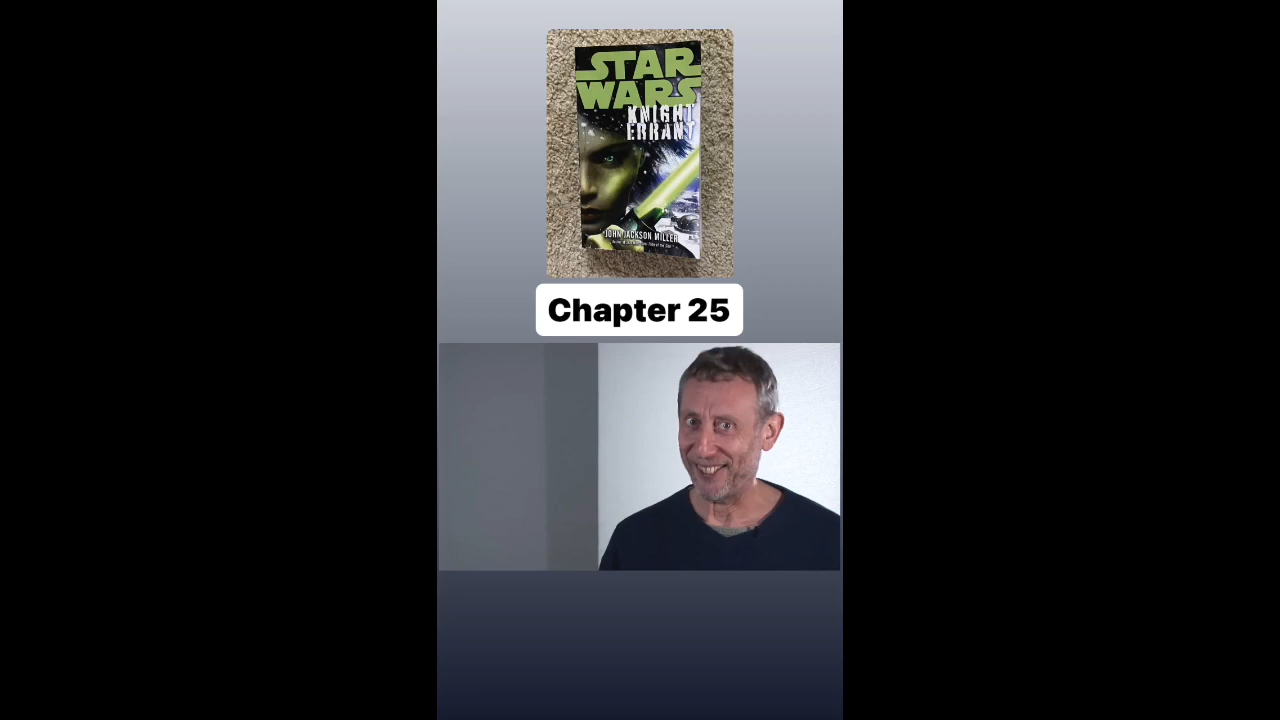 STAR
WARS
KNIGHT
ERRANT
JOHN JACKSON MILLER
Chapter 25